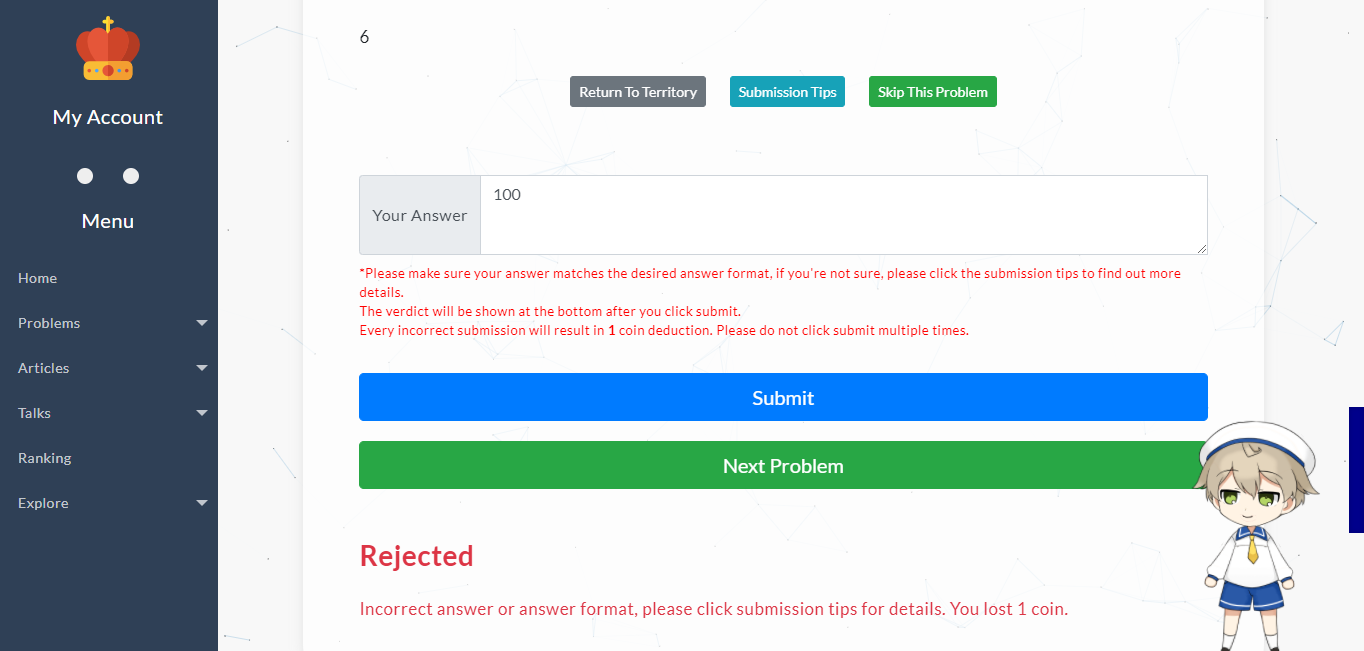 My Account
Menu
Home
Problems
Articles
Talks
Ranking
Explore
6
Return To Territory
Submission Tips
Skip This Problem
Your Answer
100
*Please make sure your answer matches the desired answer format, if you're not sure, please click the submission tips to find out more
details.
The verdict will be shown at the bottom after you click submit.
Every incorrect submission will result in 1 coin deduction. Please do not click submit multiple times.
Submit
Next Problem
Rejected
Incorrect answer or answer format, please click submission tips for details. You lost 1 coin.